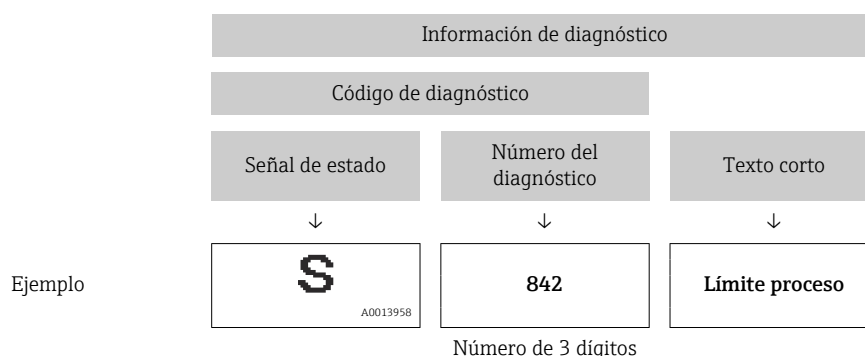 Información de diagnóstico
Código de diagnóstico
Señal de estado
Número del
diagnóstico
Texto corto
↓ ↓ ↓
Ejemplo
S
A0013958
842
Límite proceso
Número de 3 dígitos